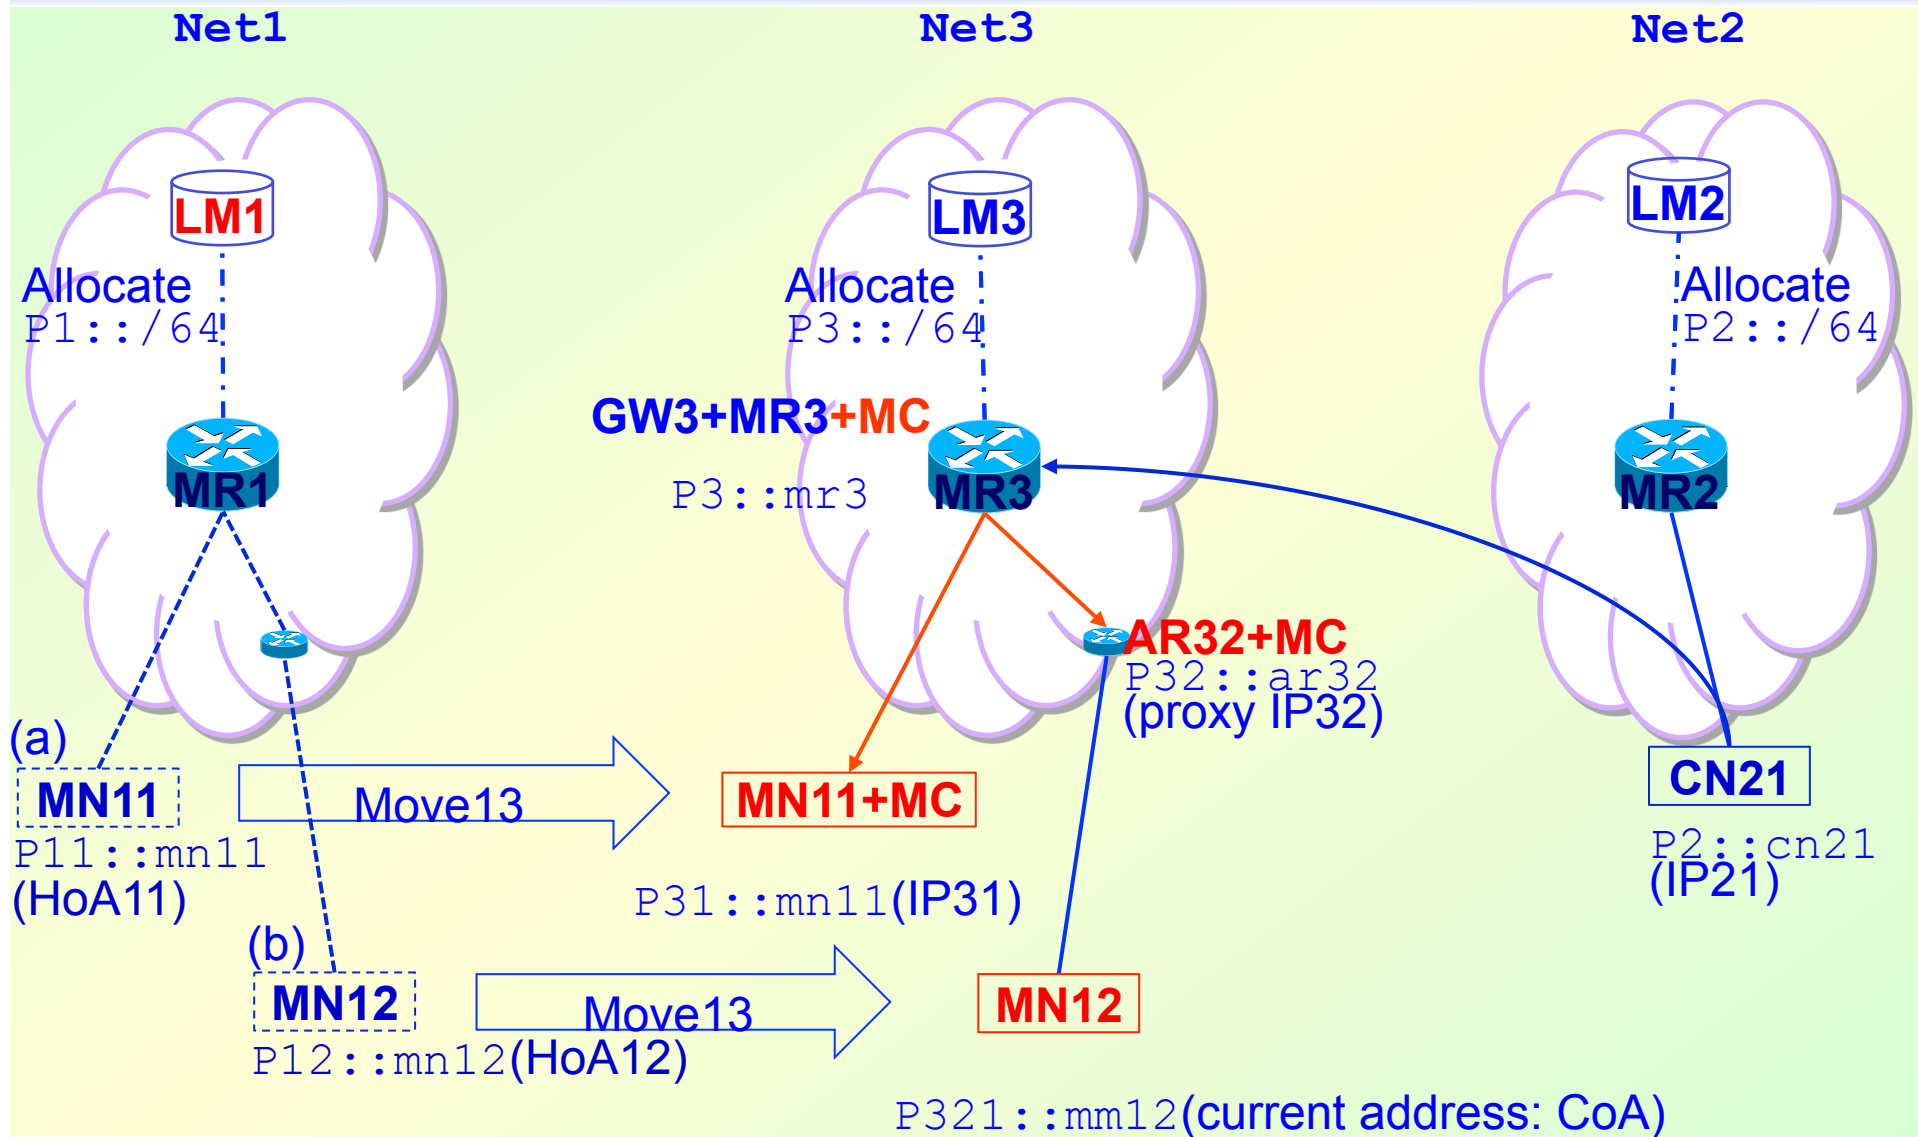 Net1
Net3
Net2
LM1
LM3
LM2
Allocate
P1::/64
Allocate
P3::/64
Allocate
P2::/64
GW3+MR3+MC
MR1
P3::mr3
MR3
MR2
AR32+MC
P32::ar32
(proxy IP32)
(a)
MN11
Move13
MN11+MC
CN21
P11::mn11
(HoA11)
P31::mn11(IP31)
P2::cn21
(IP21)
(b)
MN12
Move13
MN12
P12::mn12(HoA12)
P321::mm12(current address: CoA)